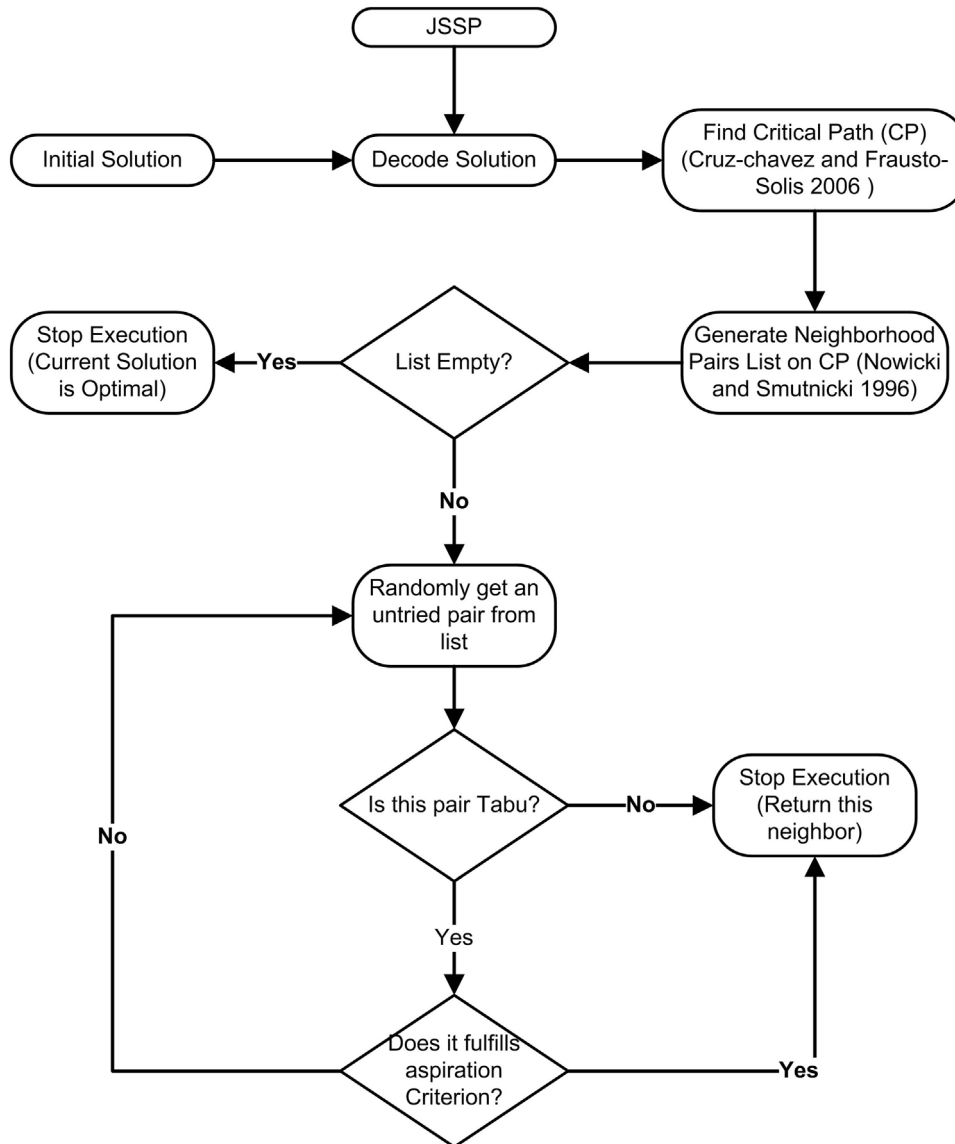 JSSP
Initial Solution
Decode Solution
Find Critical Path (CP)
(Cruz-chavez and Frausto-
Solis 2006 )
Stop Execution
(Current Solution
is Optimal)
Yes
List Empty?
Generate Neighborhood
Pairs List on CP (Nowicki
and Smutnicki 1996)
No
Randomly get an
untried pair from
list
Is this pair Tabu?
No
Stop Execution
(Return this
neighbor)
No
Yes
Does it fulfills
aspiration
Criterion?
Yes